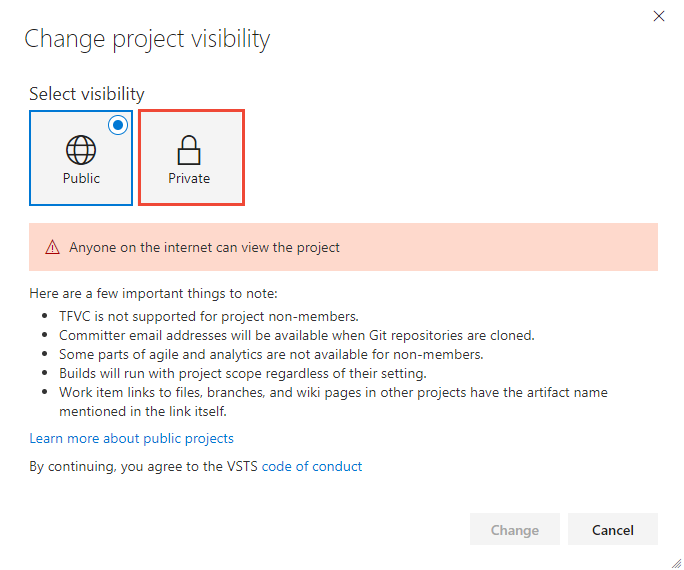 Change project visibility
Select visibility
Public
Private
Anyone on the internet can view the project
Here are a few important things to note:
TFVC is not supported for project non-members.
Committer email addresses will be available when Git repositories are cloned.
Some parts of agile and analytics are not available for non-members.
Builds will run with project scope regardless of their setting.
Work item links to files, branches, and wiki pages in other projects have the artifact name
mentioned in the link itself.
Learn more about public projects
By continuing, you agree to the VSTS code of conduct
Change
Cancel